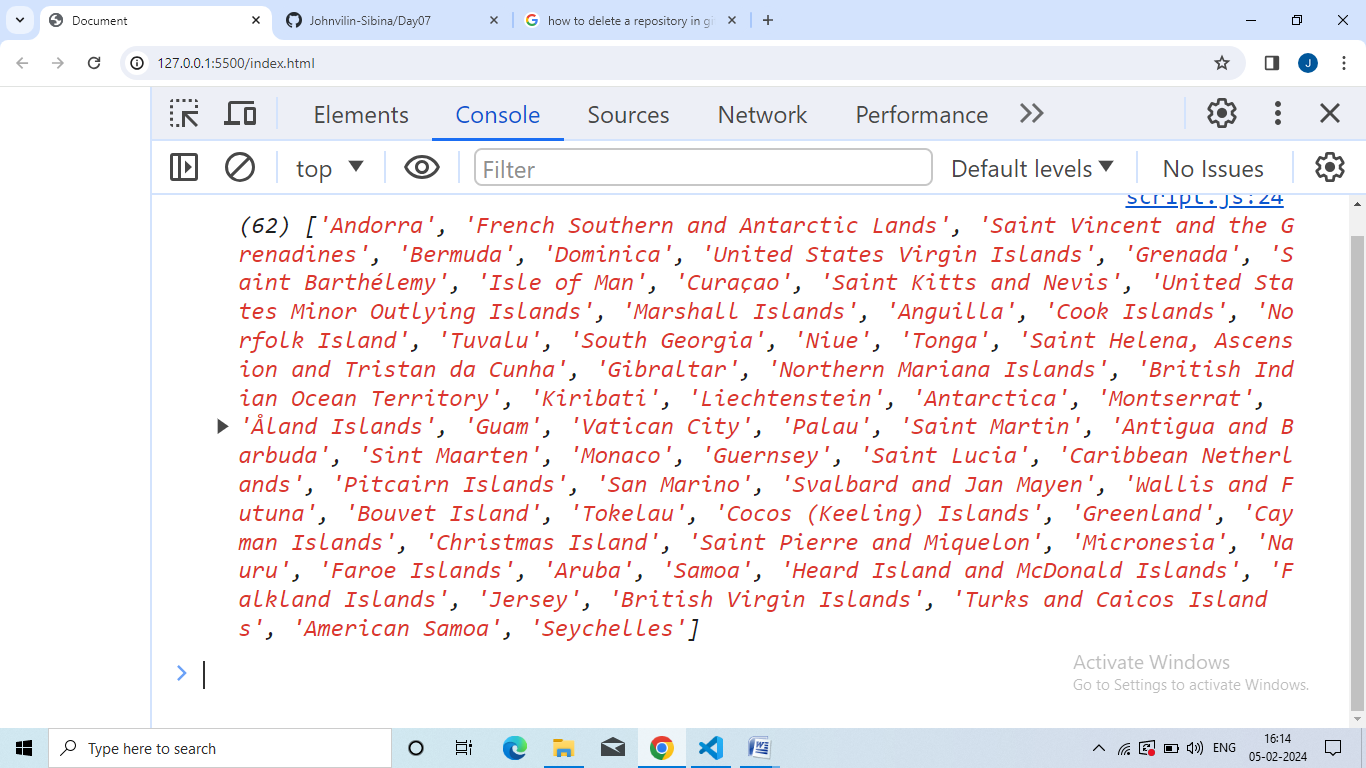 Document
Johnvilin-Sibina/Day07
how to delete a repository in gi
127.0.0.1:5500/index.html
J
Elements
Console
Sources
Network
Performance
top
Filter
Default levels
No Issues
script.js:24
(62) ['Andorra', 'French Southern and Antarctic Lands', 'Saint Vincent and the G
renadines', 'Bermuda', 'Dominica', 'United States Virgin Islands', 'Grenada', 'S
aint Barthélemy', 'Isle of Man', 'Curaçao', 'Saint Kitts and Nevis', 'United Sta
tes Minor Outlying Islands', 'Marshall Islands', 'Anguilla', 'Cook Islands', 'No
rfolk Island', 'Tuvalu', 'South Georgia', 'Niue', 'Tonga', 'Saint Helena, Ascens
ion and Tristan da Cunha', 'Gibraltar', 'Northern Mariana Islands', 'British Ind
ian Ocean Territory', 'Kiribati', 'Liechtenstein', 'Antarctica', 'Montserrat',
'Åland Islands', 'Guam', 'Vatican City', 'Palau', 'Saint Martin', 'Antigua and B
arbuda', 'Sint Maarten', 'Monaco', 'Guernsey', 'Saint Lucia', 'Caribbean Netherl
ands', 'Pitcairn Islands', 'San Marino', 'Svalbard and Jan Mayen', 'Wallis and F
utuna', 'Bouvet Island', 'Tokelau', 'Cocos (Keeling) Islands', 'Greenland', 'Cay
man Islands', 'Christmas Island', 'Saint Pierre and Miquelon', 'Micronesia', 'Na
uru', 'Faroe Islands', 'Aruba', 'Samoa', 'Heard Island and McDonald Islands', 'F
alkland Islands', 'Jersey', 'British Virgin Islands', 'Turks and Caicos Island
s', 'American Samoa', 'Seychelles']
Activate Windows
Go to Settings to activate Windows.
Type here to search
ENG
16:14
05-02-2024